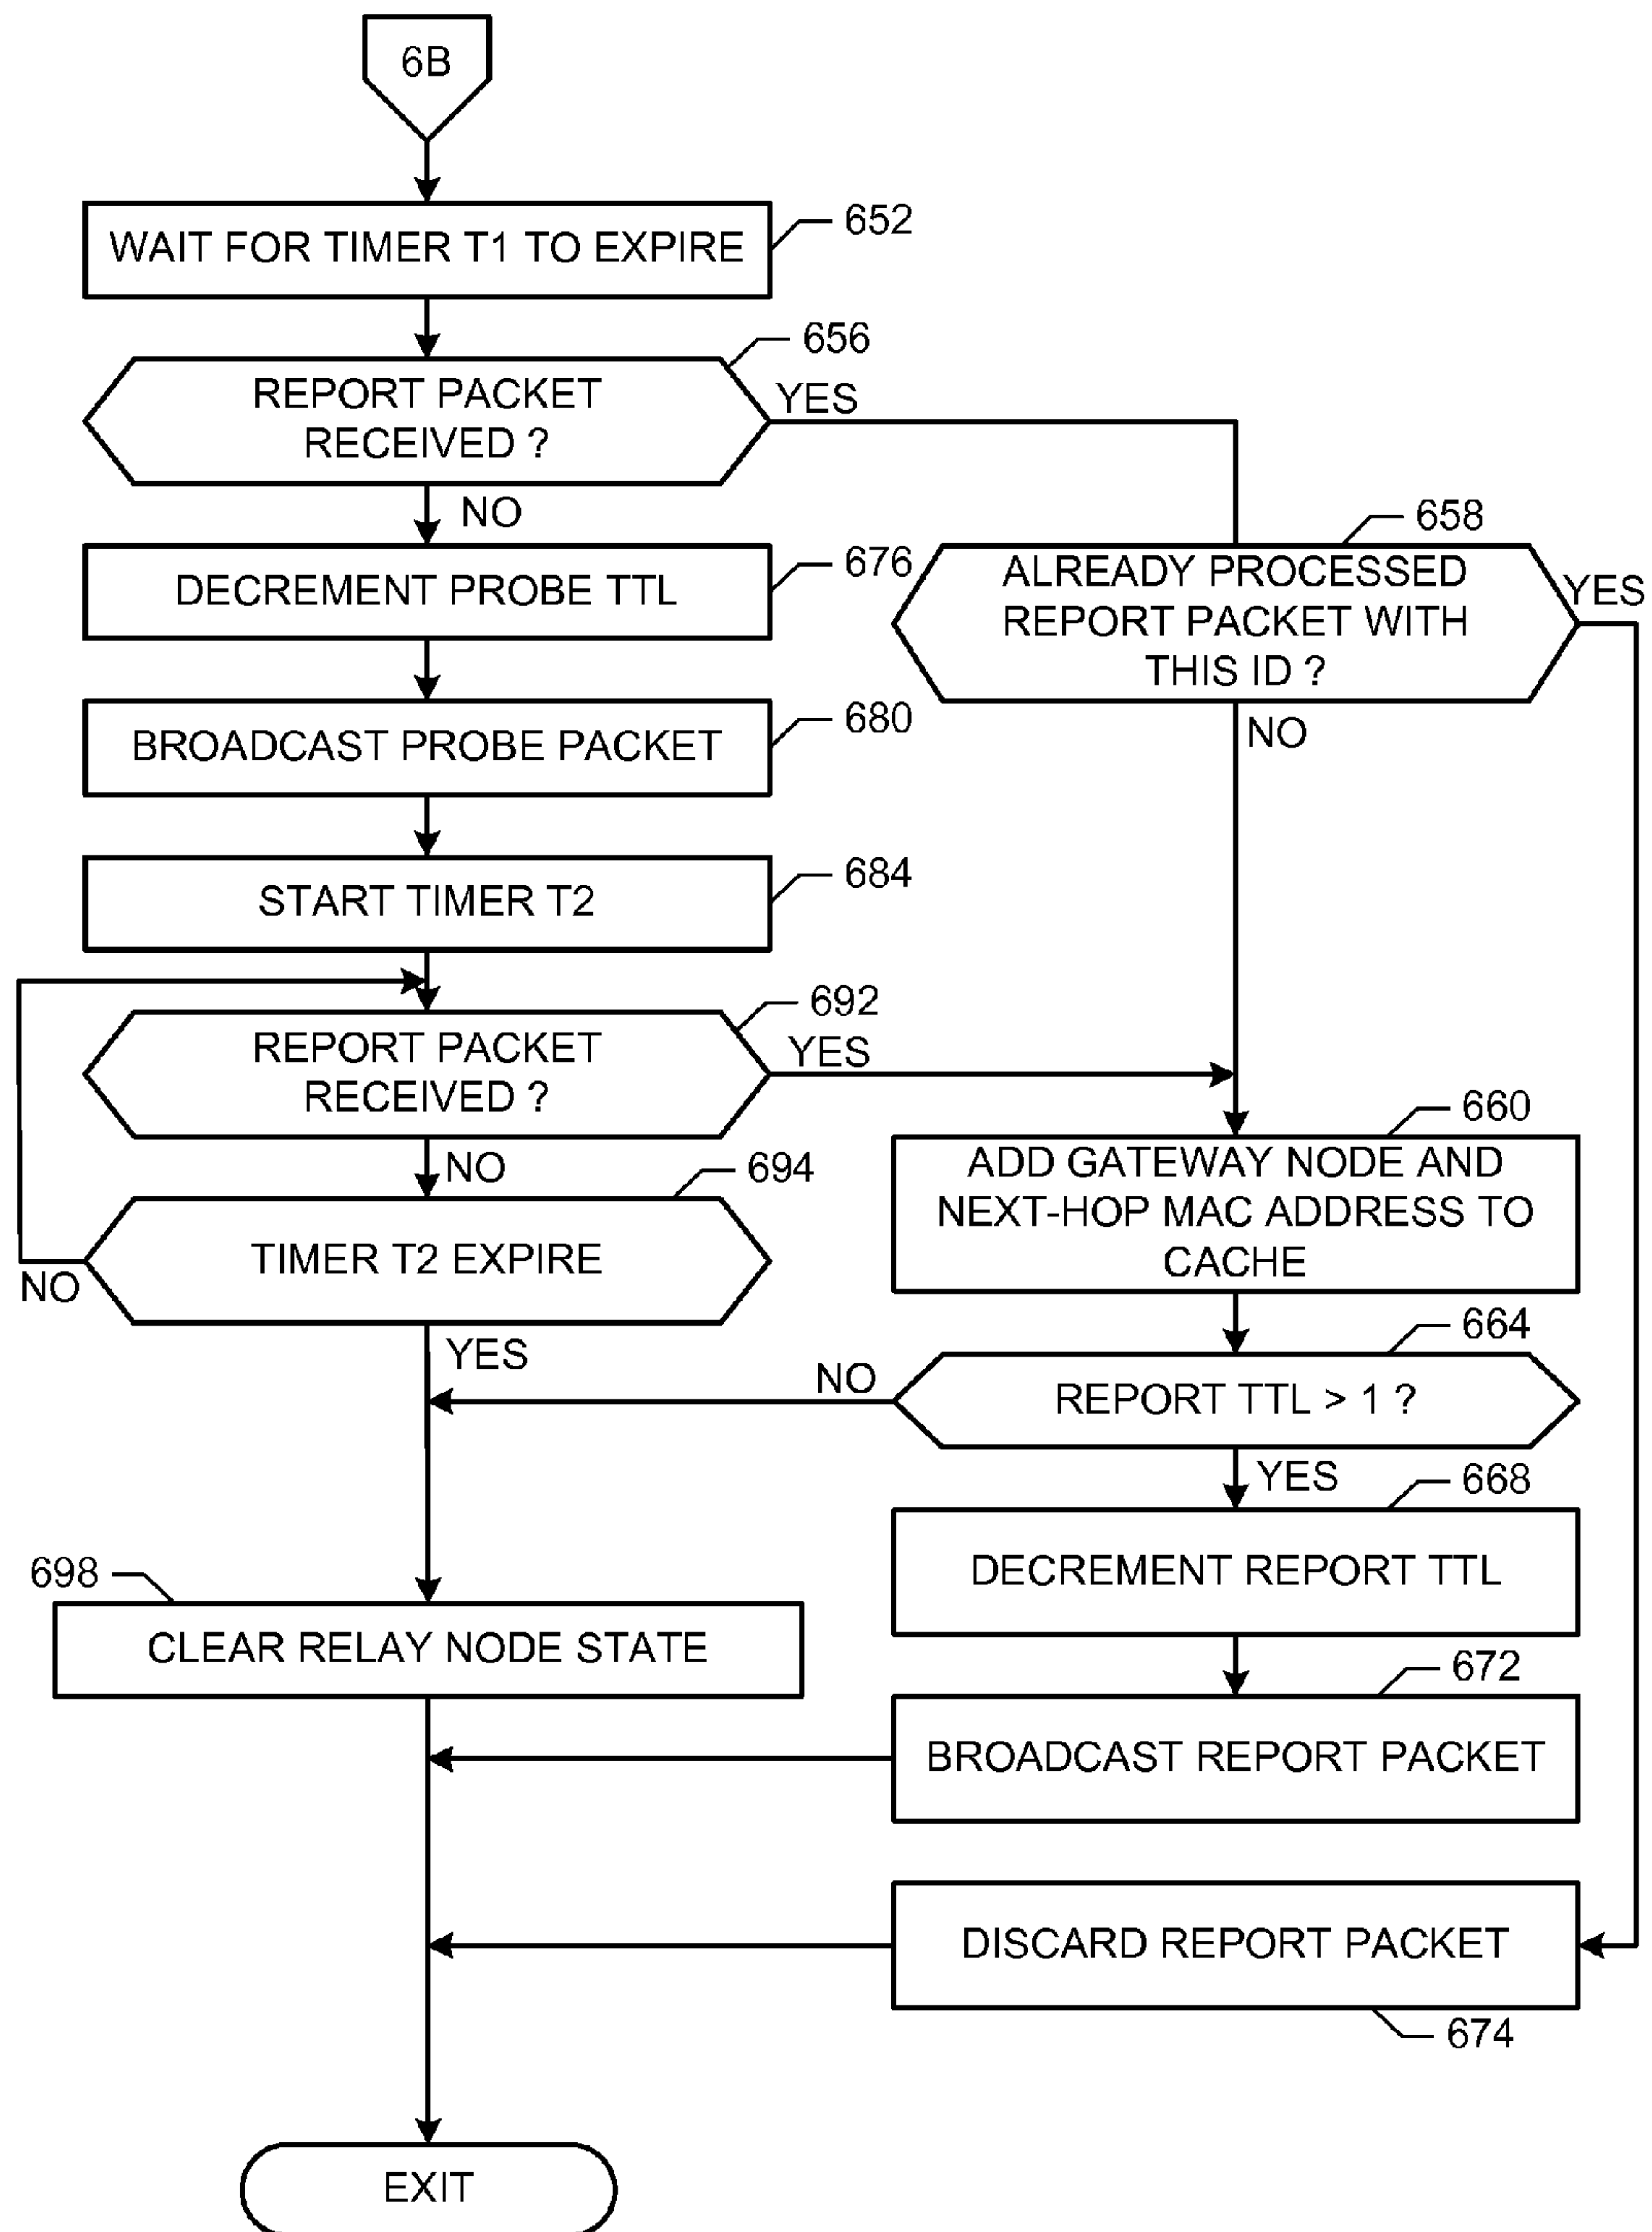 6B
WAIT FOR TIMER T1 TO EXPIRE
652
656
REPORT PACKET
RECEIVED ?
YES
NO
658
ALREADY PROCESSED
REPORT PACKET WITH
THIS ID ?
YES
NO
DECREMENT PROBE TTL
676
BROADCAST PROBE PACKET
680
START TIMER T2
684
692
REPORT PACKET
RECEIVED ?
YES
NO
694
TIMER T2 EXPIRE
NO
YES
660
ADD GATEWAY NODE AND
NEXT-HOP MAC ADDRESS TO
CACHE
664
REPORT TTL > 1 ?
NO
YES
668
DECREMENT REPORT TTL
698
CLEAR RELAY NODE STATE
672
BROADCAST REPORT PACKET
DISCARD REPORT PACKET
674
EXIT